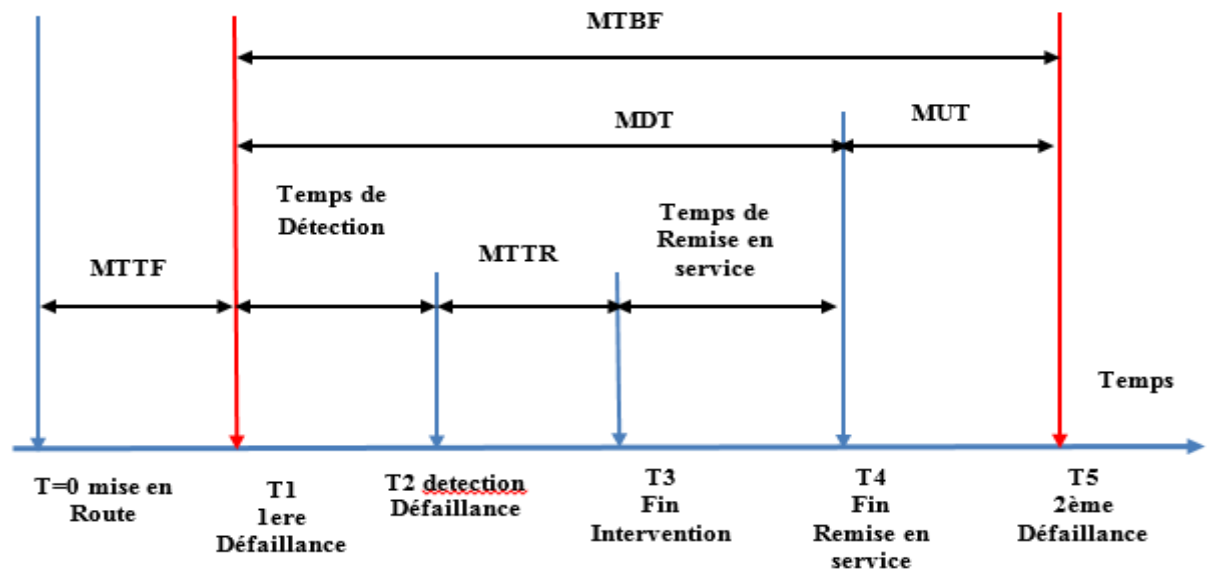 MTBF
MDT
MUT
Temps de
Détection
Temps de
Remise en
service
MTTR
MTTF
Temps
T=0 mise en
Route
T1
1ere
Défaillance
T2 detection
Défaillance
T3
Fin
Intervention
T4
Fin
Remise en
service
T5
2ème
Défaillance